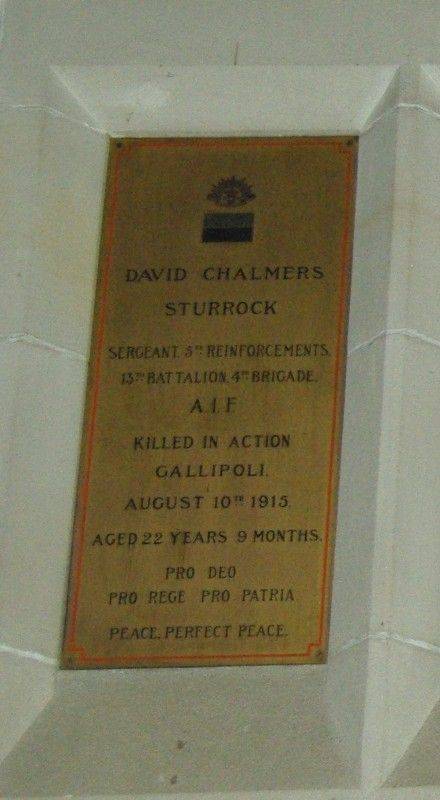 DAVID CHALMERS
STURROCK
SERGEANT. 5TH REINFORCEMENTS.
13TH BATTALION, 4TH BRIGADE.
A.I.F
KILLED IN ACTION
GALLIPOLI.
AUGUST 10TH 1915.
AGED 22 YEARS 9 MONTHS.
PRO DEO
PRO REGE PRO PATRIA
PEACE, PERFECT PEACE.